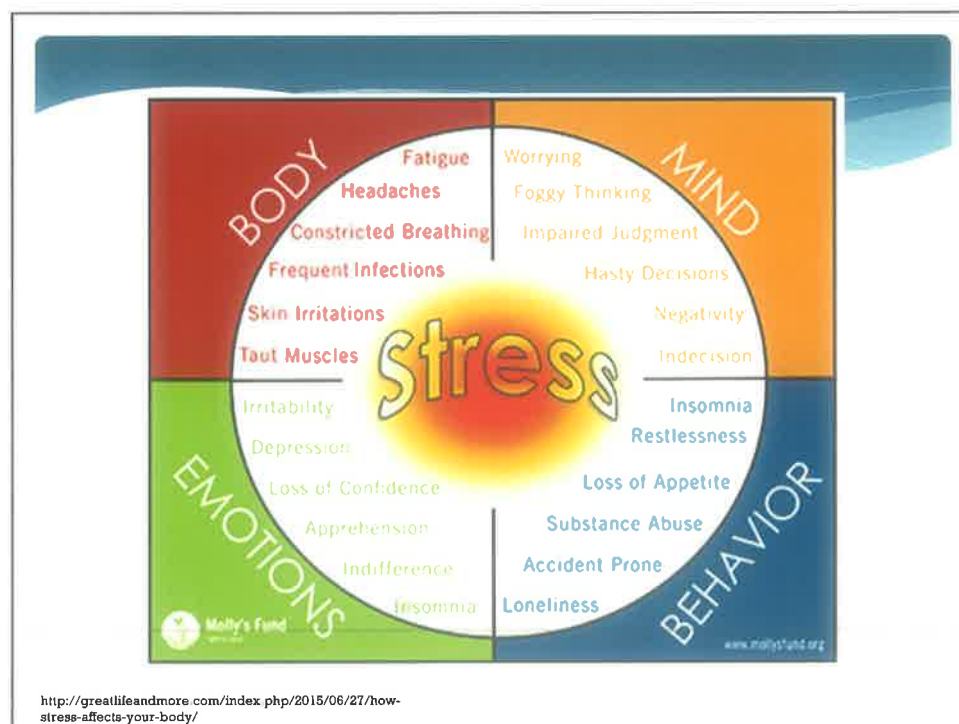 BODY
Fatigue
Headaches
Constricted Breathing
Frequent Infections
Skin Irritations
Taut Muscles
MIND
Worrying
Foggy Thinking
Impaired Judgment
Hasty Decisions
Negativity
Indecision
Stress
EMOTIONS
Irritability
Depression
Loss of Confidence
Apprehension
Indifference
Insomnia
BEHAVIOR
Insomnia
Restlessness
Loss of Appetite
Substance Abuse
Accident Prone
Loneliness
Molly's Fund
www.mollysfund.org
http://greatlifeandmore.com/index.php/2015/06/27/how-
stress-affects-your-body/